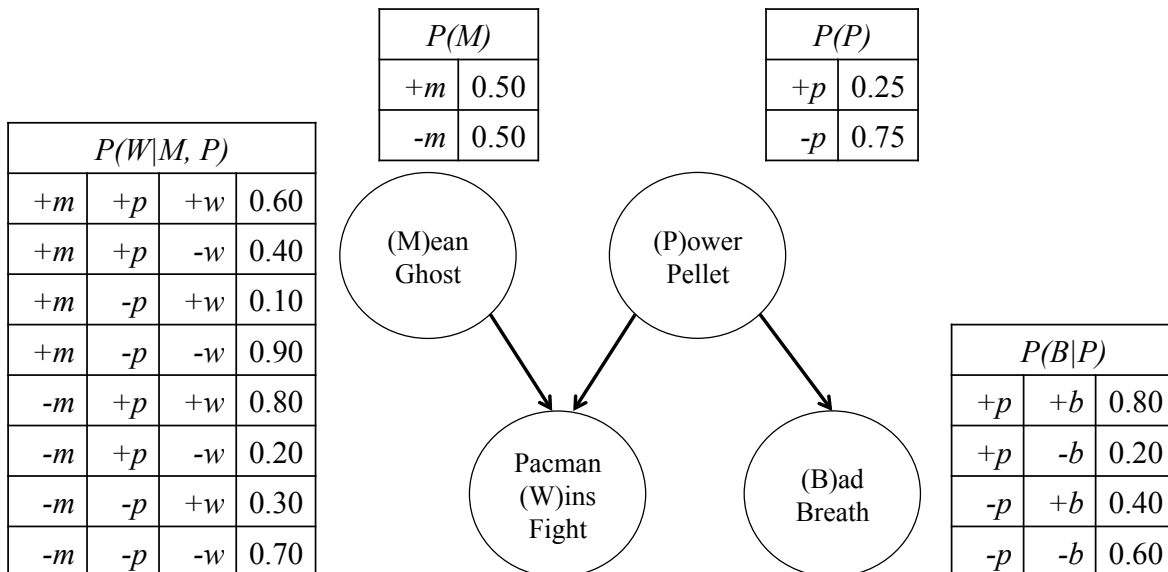 P(M)
+m 0.50
-m 0.50
P(P)
+p 0.25
-p 0.75
P(W|M, P)
+m +p +w 0.60
+m +p -w 0.40
+m -p +w 0.10
+m -p -w 0.90
-m +p +w 0.80
-m +p -w 0.20
-m -p +w 0.30
-m -p -w 0.70
(M)ean
Ghost
(P)ower
Pellet
Pacman
(W)ins
Fight
(B)ad
Breath
P(B|P)
+p +b 0.80
+p -b 0.20
-p +b 0.40
-p -b 0.60